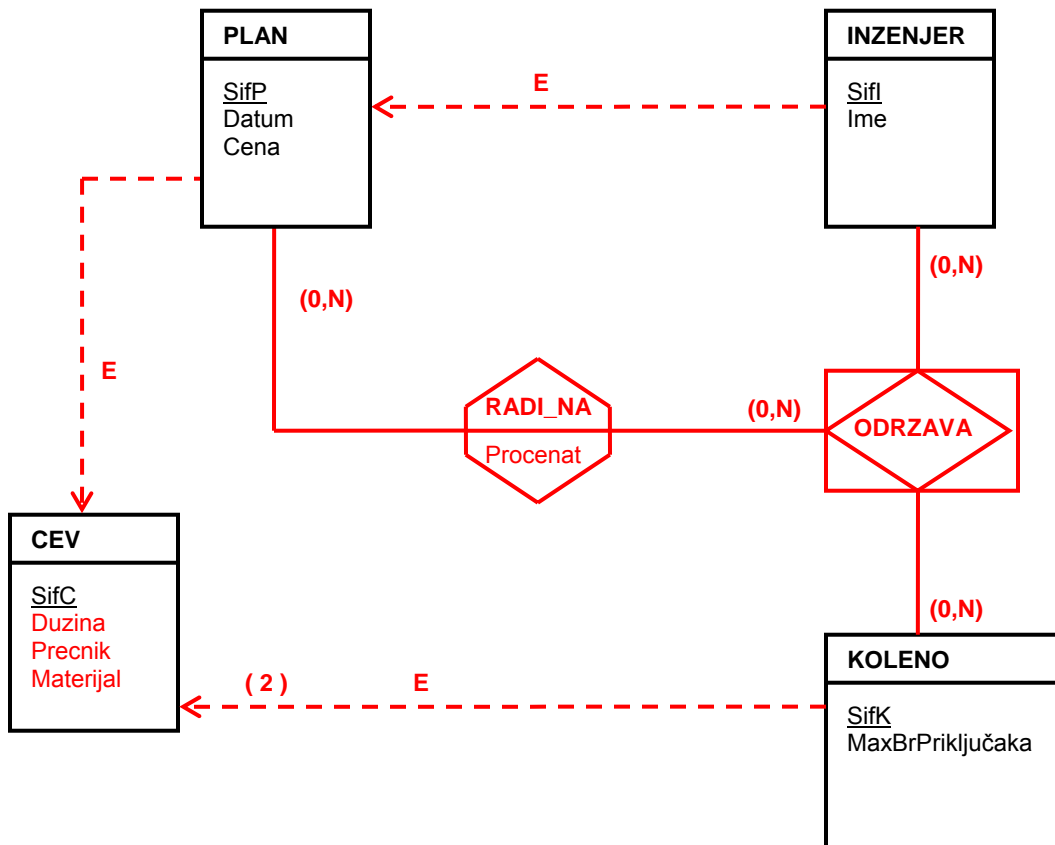 PLAN
SifP
Datum
Cena
E
INZENJER
SifI
Ime
(0,N)
(0,N)
E
RADI_NA
Procenat
(0,N)
ODRZAVA
CEV
SifC
Duzina
Precnik
Materijal
(0,N)
( 2 )
E
KOLENO
SifK
MaxBrPriključaka